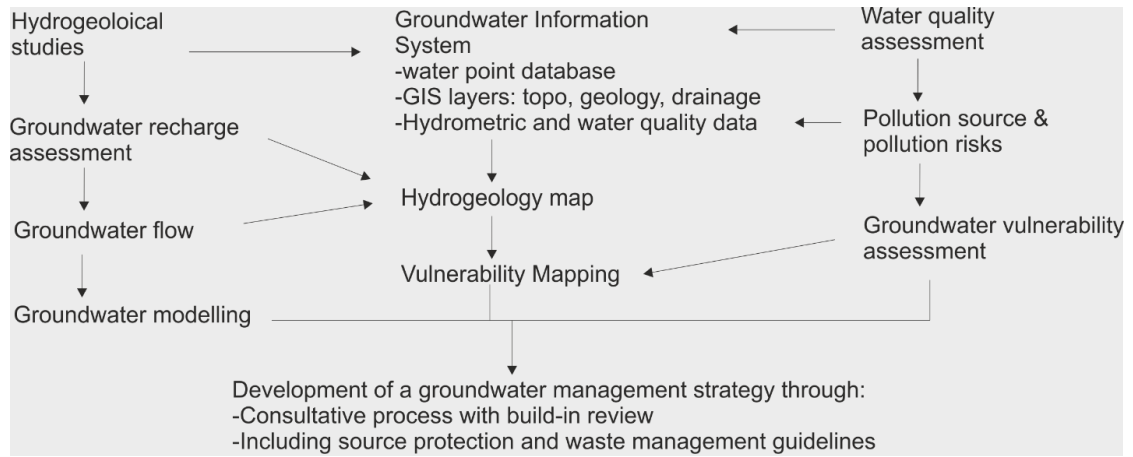 Hydrogeoloical
studies
Groundwater recharge
assessment
Groundwater flow
Groundwater modelling
Groundwater Information
System
-water point database
-GIS layers: topo, geology, drainage
-Hydrometric and water quality data
Hydrogeology map
Vulnerability Mapping
Water quality
assessment
Pollution source &
pollution risks
Groundwater vulnerability
assessment
Development of a groundwater management strategy through:
-Consultative process with build-in review
-Including source protection and waste management guidelines